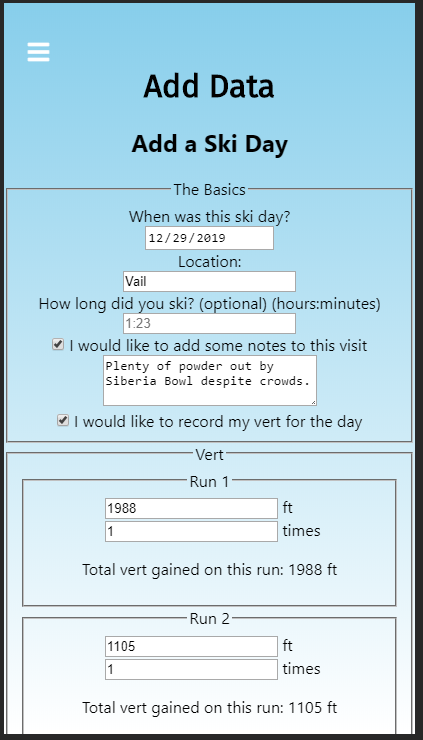 Add Data
Add a Ski Day
The Basics
When was this ski day?
12/29/2019
Location:
Vail
How long did you ski? (optional) (hours:minutes)
1:23
I would like to add some notes to this visit
Plenty of powder out by
Siberia Bowl despite crowds.
I would like to record my vert for the day
Vert
Run 1
1988 ft
1 times
Total vert gained on this run: 1988 ft
Run 2
1105 ft
1 times
Total vert gained on this run: 1105 ft